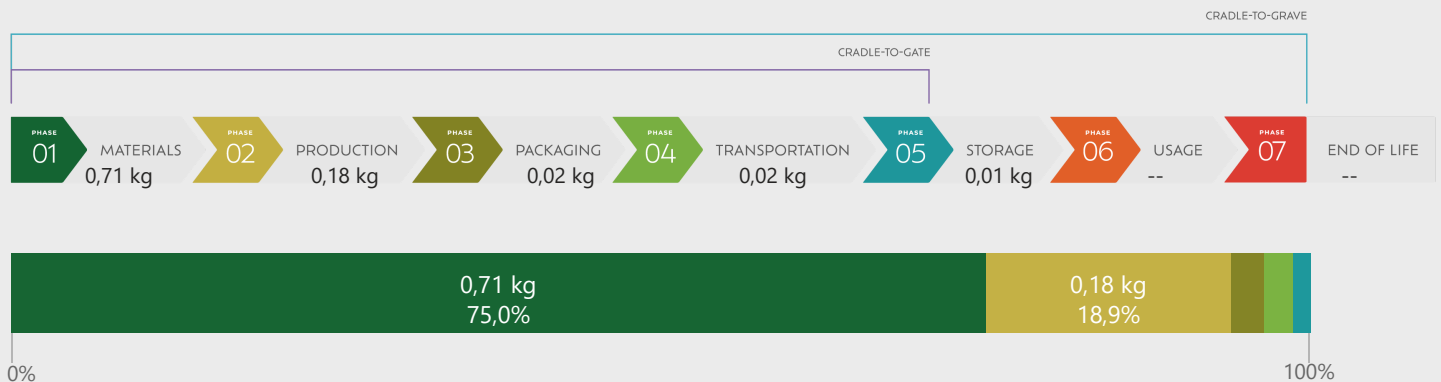 CRADLE-TO-GRAVE
CRADLE-TO-GATE
PHASE
01
MATERIALS
0,71 kg
PHASE
02
PRODUCTION
0,18 kg
PHASE
03
PACKAGING
0,02 kg
PHASE
04
TRANSPORTATION
0,02 kg
PHASE
05
STORAGE
0,01 kg
PHASE
06
USAGE
--
PHASE
07
END OF LIFE
--
0,71 kg
75,0%
0,18 kg
18,9%
0%
100%